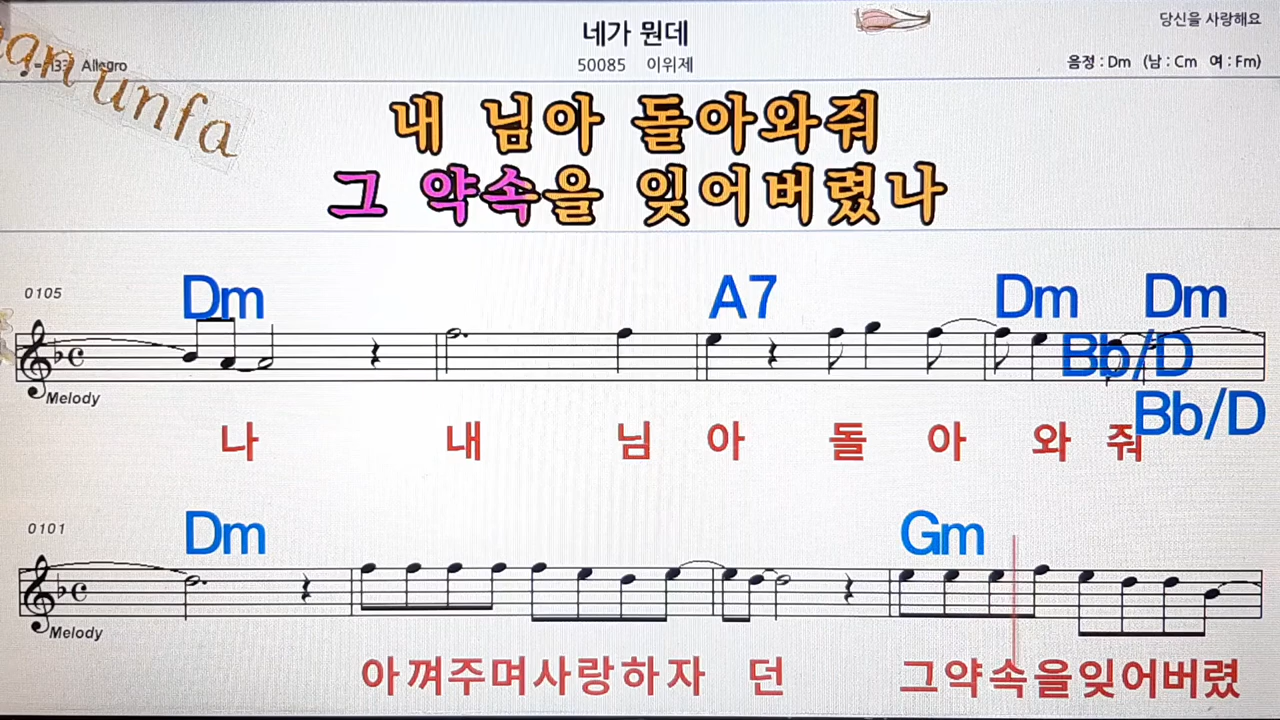 당신을 사랑해요
네가 뭔데
Allegro
50085 이위제
음정 : Dm (남 : Cm 여 : Fm)
unfa
내 님아 돌아와줘
그 약속을 잊어버렸나
0105
Dm A7 Dm Dm
Bb/D
Bb/D
Melody
나 내 님 아 돌 아 와 줘
0101
Dm Gm
Melody
아껴주며사랑하자 던 그약속을잊어버렸